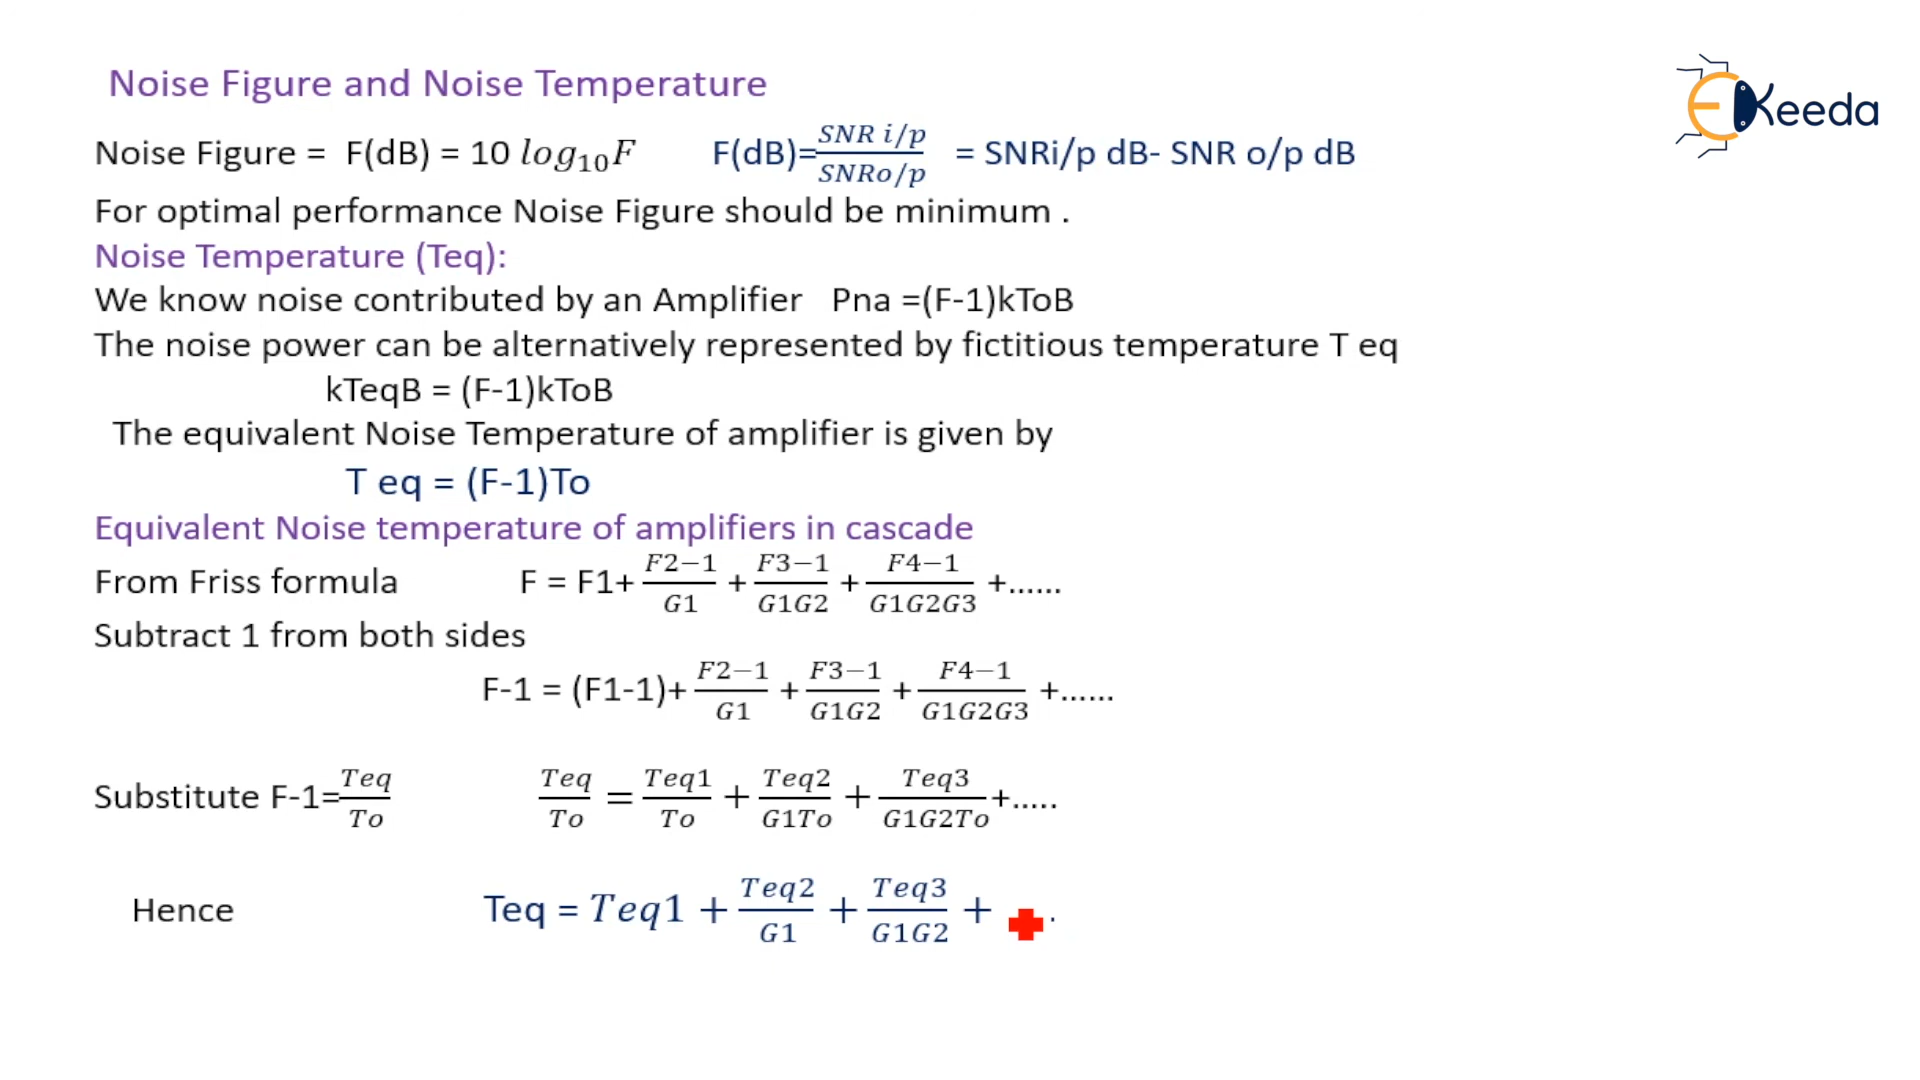 EKeeda
Noise Figure and Noise Temperature
Noise Figure = F(dB) = 10 log₁₀F F(dB)=SNR i/p / SNRo/p = SNRi/p dB- SNR o/p dB
For optimal performance Noise Figure should be minimum .
Noise Temperature (Teq):
We know noise contributed by an Amplifier Pna =(F-1)kToB
The noise power can be alternatively represented by fictitious temperature T eq
kTeqB = (F-1)kToB
The equivalent Noise Temperature of amplifier is given by
T eq = (F-1)To
Equivalent Noise temperature of amplifiers in cascade
From Friss formula F = F1+ F2−1/G1 + F3−1/G1G2 + F4−1/G1G2G3 +......
Subtract 1 from both sides
F-1 = (F1-1)+ F2−1/G1 + F3−1/G1G2 + F4−1/G1G2G3 +......
Substitute F-1=Teq/To Teq/To = Teq1/To + Teq2/G1To + Teq3/G1G2To +.....
Hence Teq = Teq1 + Teq2/G1 + Teq3/G1G2 + .